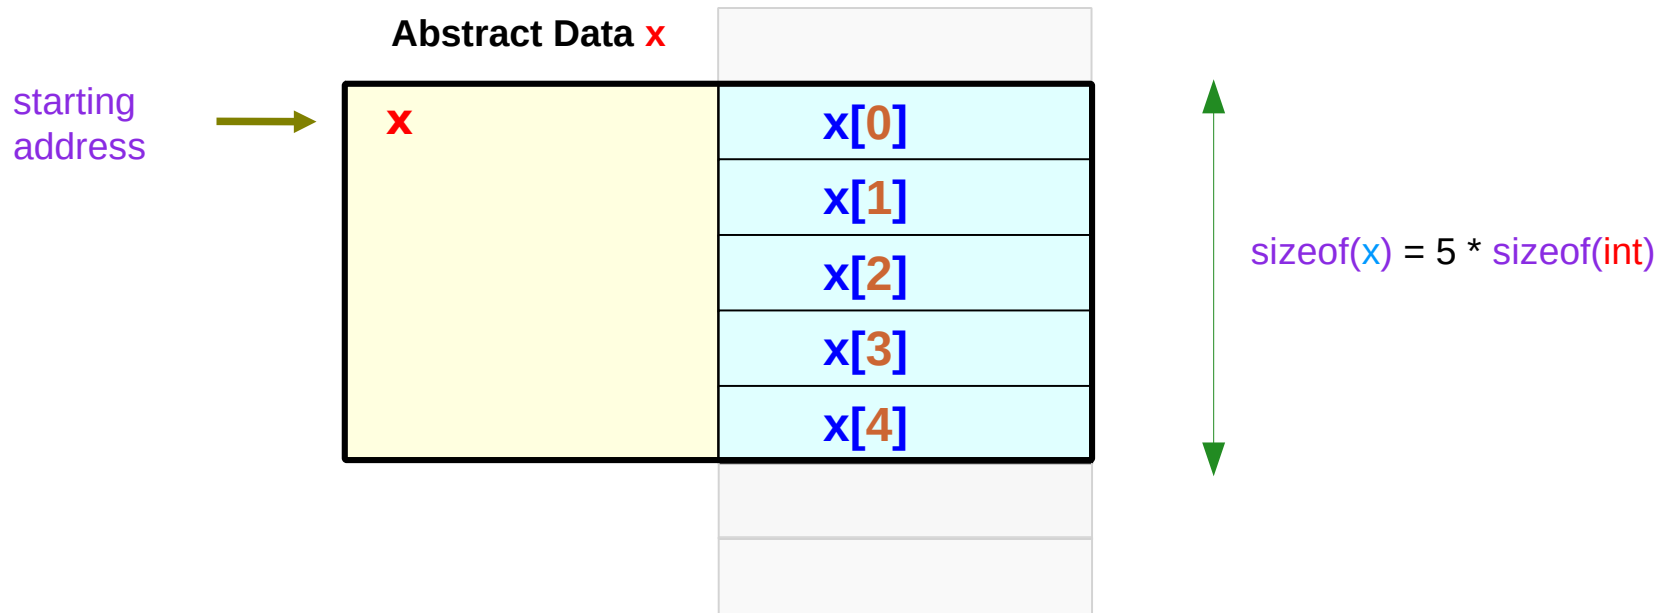 Abstract Data x
starting
address
x
x[0]
x[1]
x[2]
x[3]
x[4]
sizeof(x) = 5 * sizeof(int)